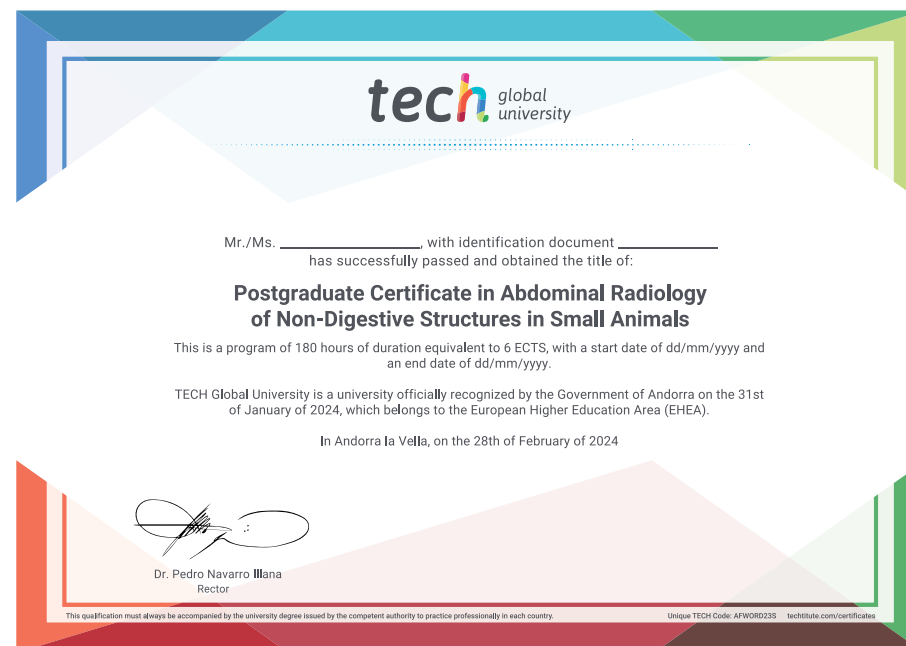 tech global university
Mr./Ms. ____________________, with identification document ______________
has successfully passed and obtained the title of:
Postgraduate Certificate in Abdominal Radiology
of Non-Digestive Structures in Small Animals
This is a program of 180 hours of duration equivalent to 6 ECTS, with a start date of dd/mm/yyyy and
an end date of dd/mm/yyyy.
TECH Global University is a university officially recognized by the Government of Andorra on the 31st
of January of 2024, which belongs to the European Higher Education Area (EHEA).
In Andorra la Vella, on the 28th of February of 2024
Dr. Pedro Navarro Illana
Rector
This qualification must always be accompanied by the university degree issued by the competent authority to practice professionally in each country.
Unique TECH Code: AFWORD23S techtitute.com/certificates